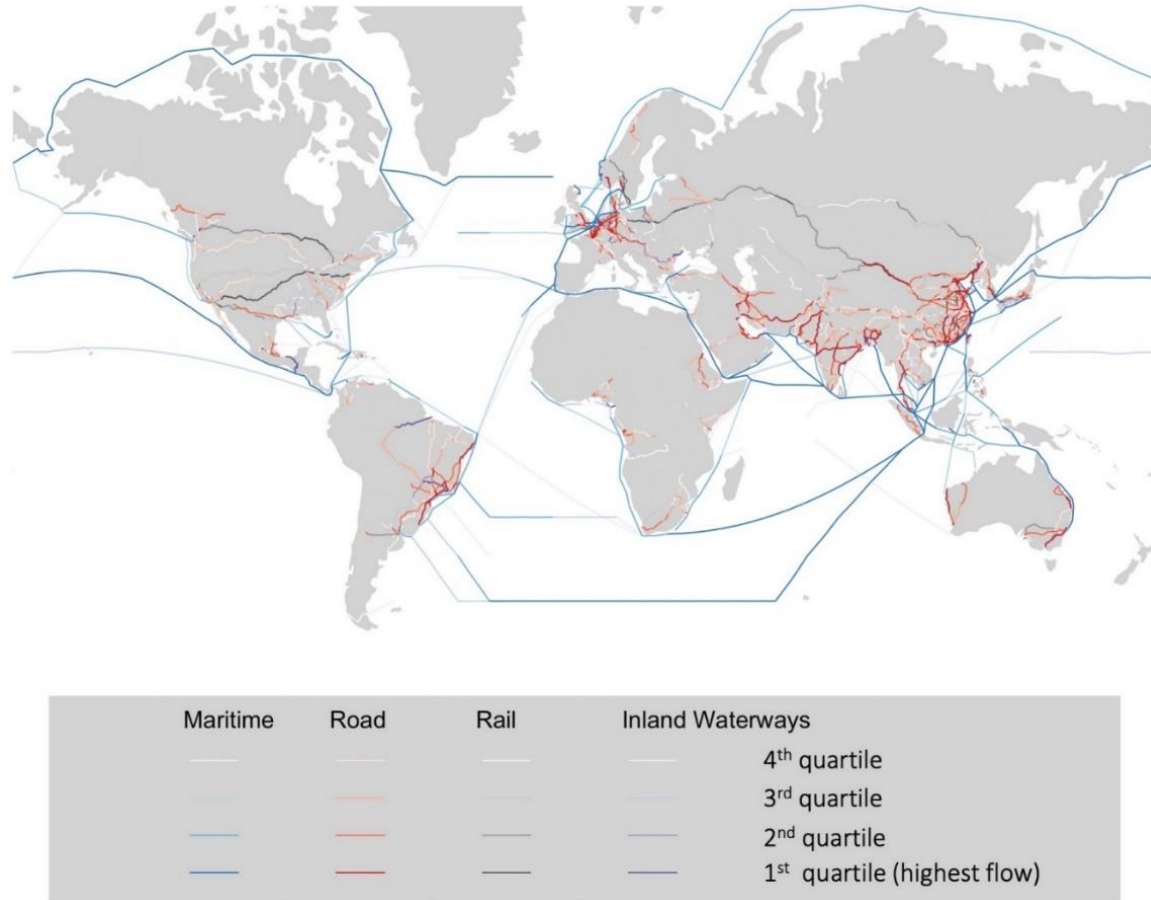 Maritime Road Rail Inland Waterways
4th quartile
3rd quartile
2nd quartile
1st quartile (highest flow)